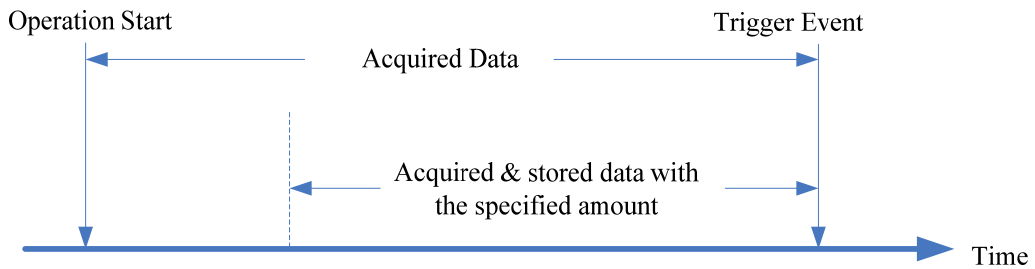 Operation Start
Trigger Event
Acquired Data
Acquired & stored data with
the specified amount
Time